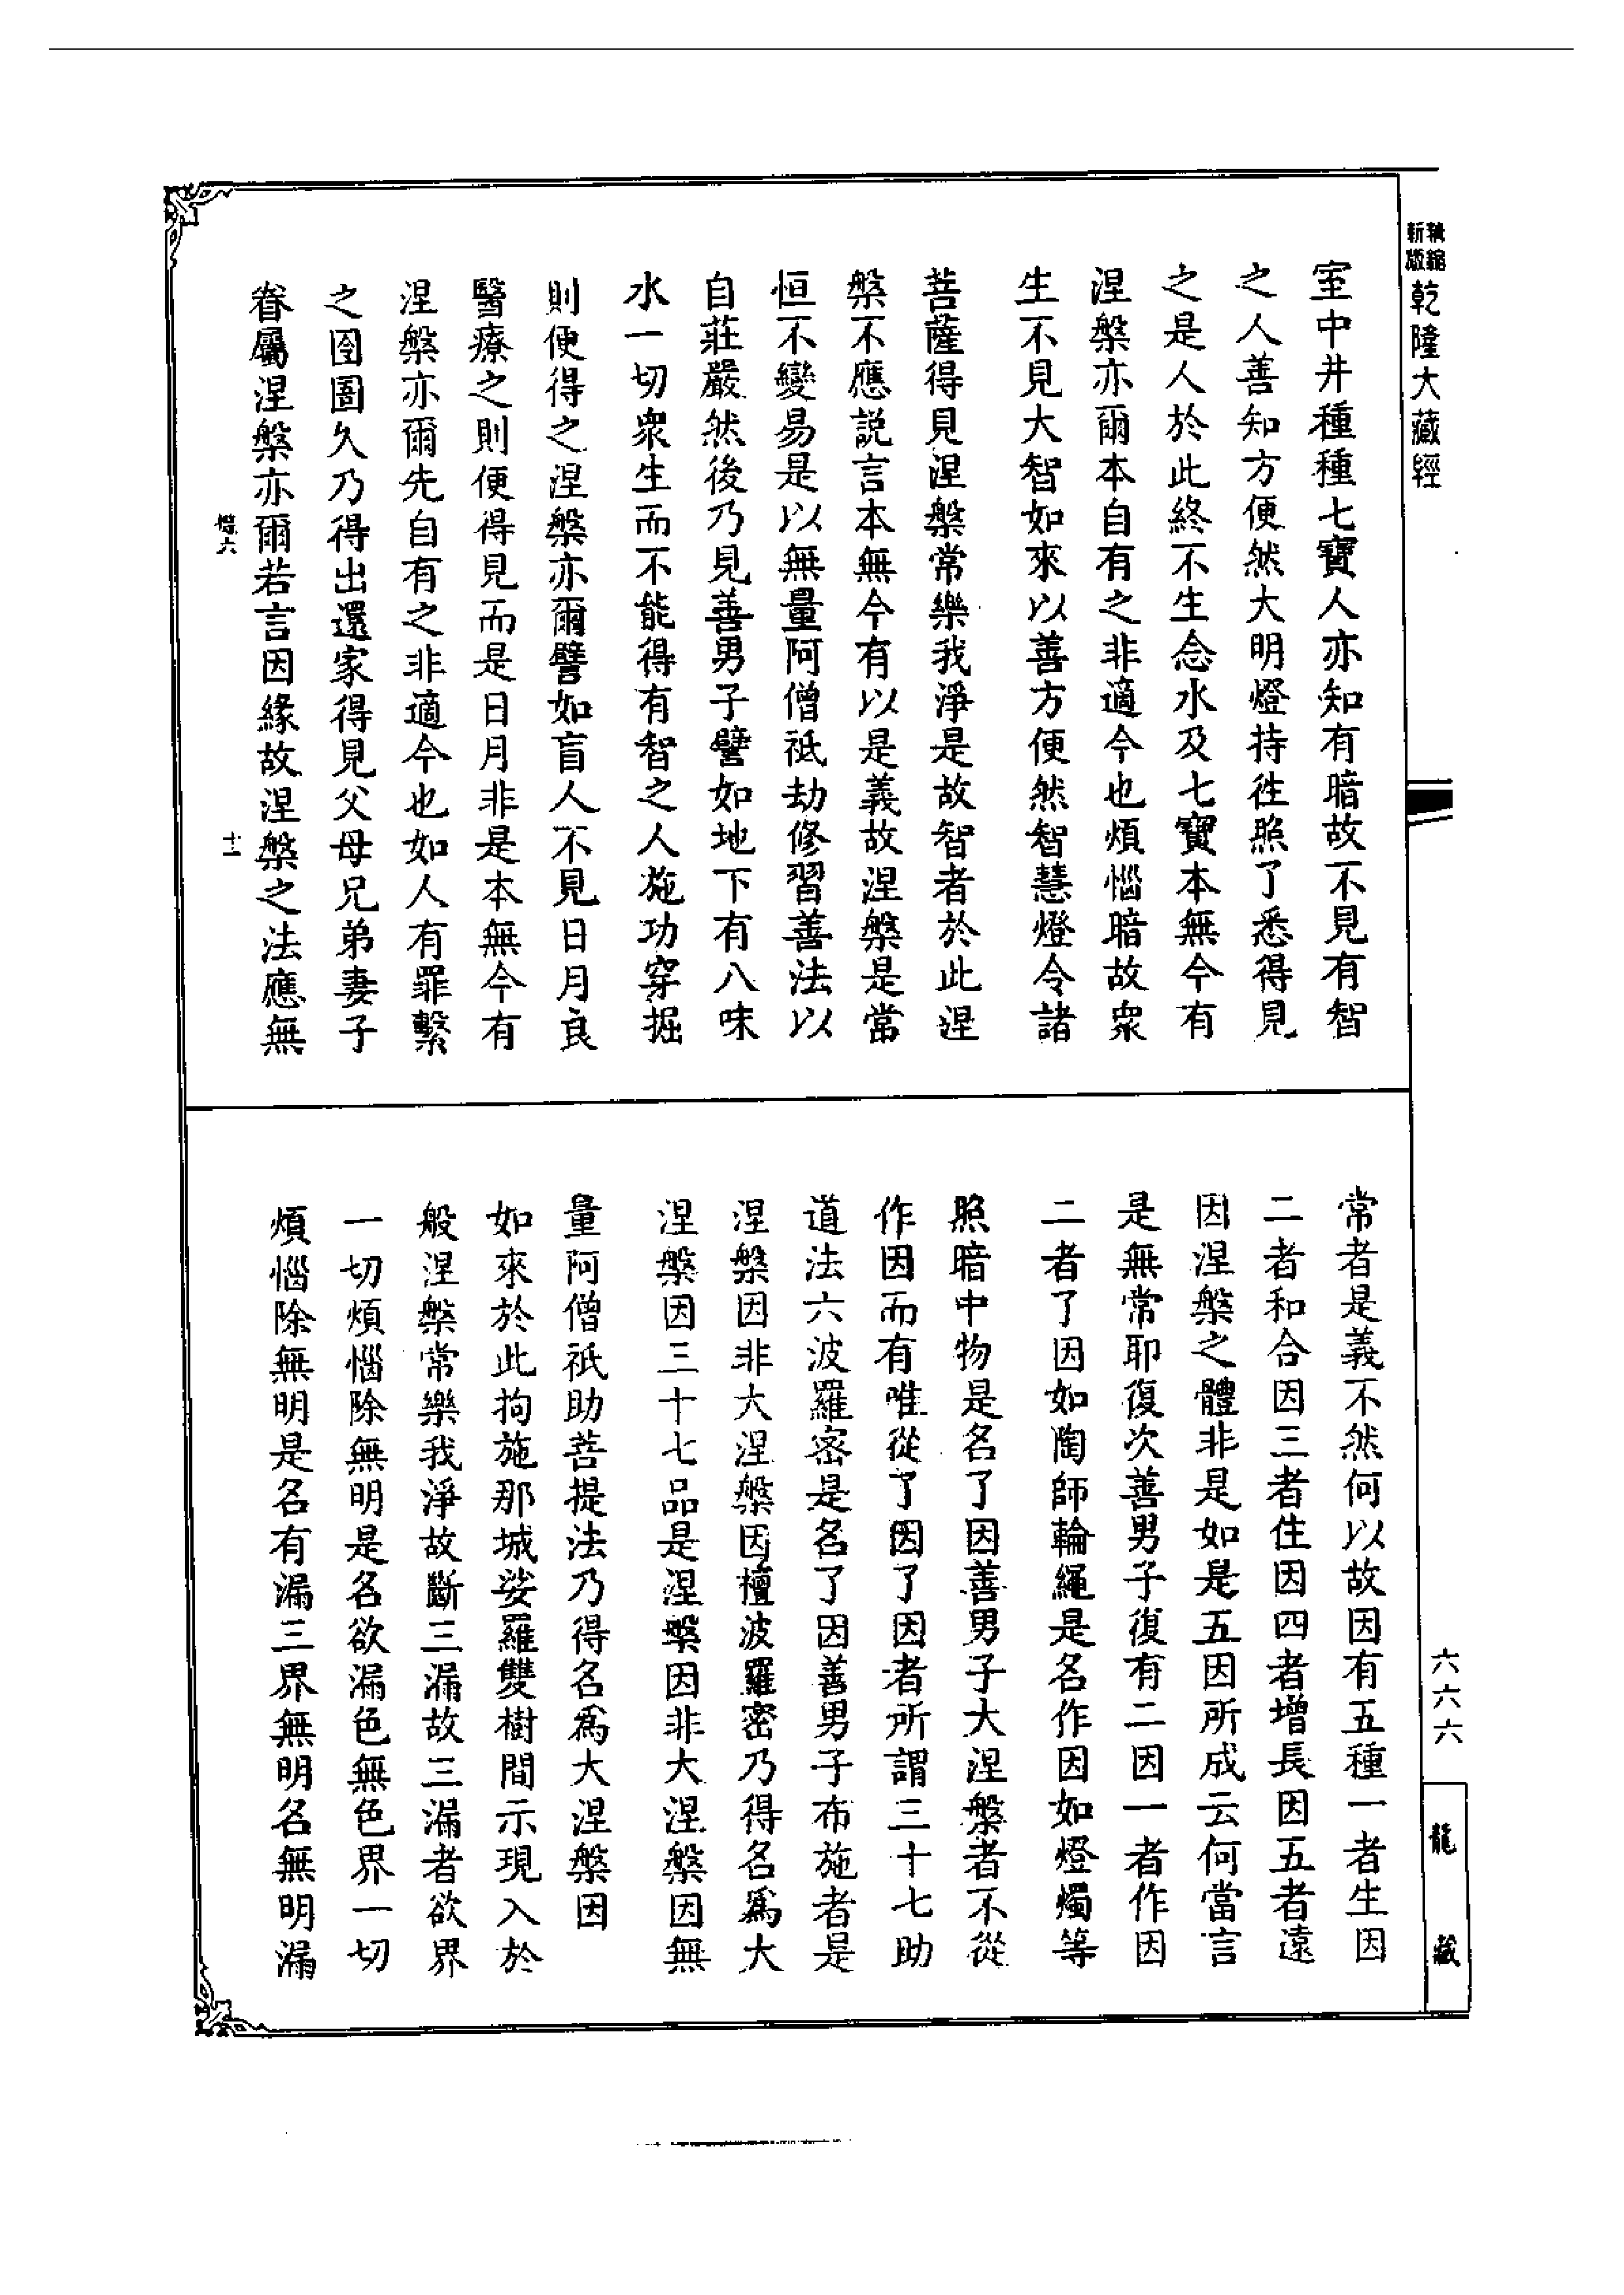 新版
乾隆大藏經
室中井種種七寶人亦知有暗故不見有智
之人善知方便然大明燈持往照了悉得見
之是人於此終不生念水及七寶本無今有
涅槃亦爾本自有之非適今也煩惱暗故衆
生不見大智如來以善方便然智慧燈令諸
菩薩得見涅槃常樂我淨是故智者於此涅
槃不應說言本無今有以是義故涅槃是當
恒不變易是以無量阿僧祇劫修習善法以
自莊嚴然後乃見善男子譬如地下有八味
水一切衆生而不能得有智之人施功穿掘
則便得之涅槃亦爾譬如盲人不見日月良
醫療之則便得見而是日月非是本無今有
涅槃亦爾先自有之非適今也如人有罪繫
之囹圄久乃得出還家得見父母兄弟妻子
眷屬涅槃亦爾若言因緣故涅槃之法應無
六
十一
常者是義不然何以故因有五種一者生因
二者和合因三者住因四者增長因五者遠
因涅槃之體非是如是五因所成云何當言
是無常耶復次善男子復有二因一者作因
二者了因如陶師輪繩是名作因如燈燭等
照暗中物是名了因善男子大涅槃者不從
作因而有唯從了因了因者所謂三十七助
道法六波羅密是名了因善男子布施者是
涅槃因非大涅槃因檀波羅密乃得名爲大
涅槃因三十七品是涅槃因非大涅槃因無
量阿僧祇助菩提法乃得名爲大涅槃因
如來於此拘施那城娑羅雙樹間示現入於
般涅槃常樂我淨故斷三漏故三漏者欲界
一切煩惱除無明是名欲漏色無色界一切
煩惱除無明是名有漏三界無明名無明漏
六六六
龍藏